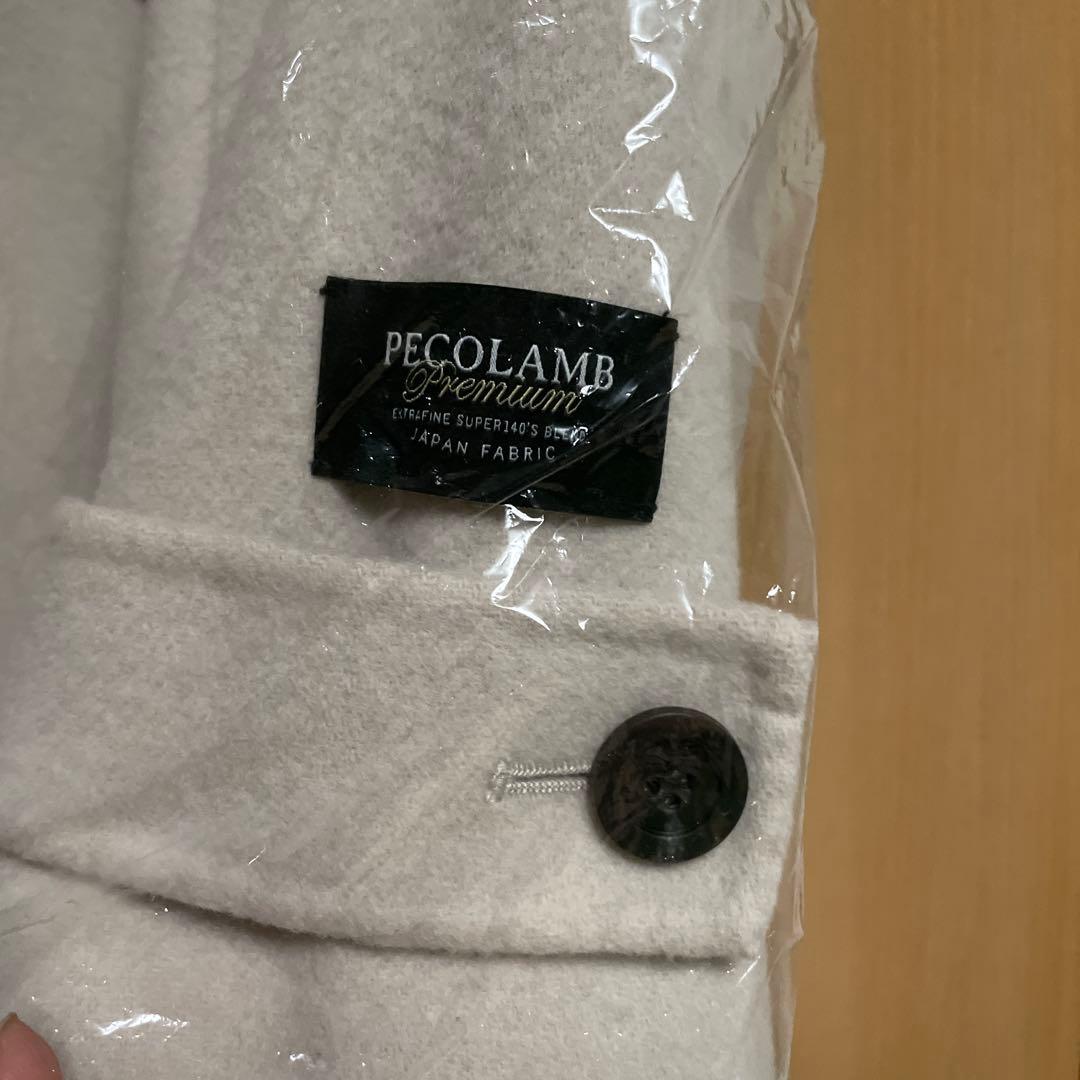 PECOLAMB
Premium
EXTRAFINE SUPER140'S BLEND
JAPAN FABRIC